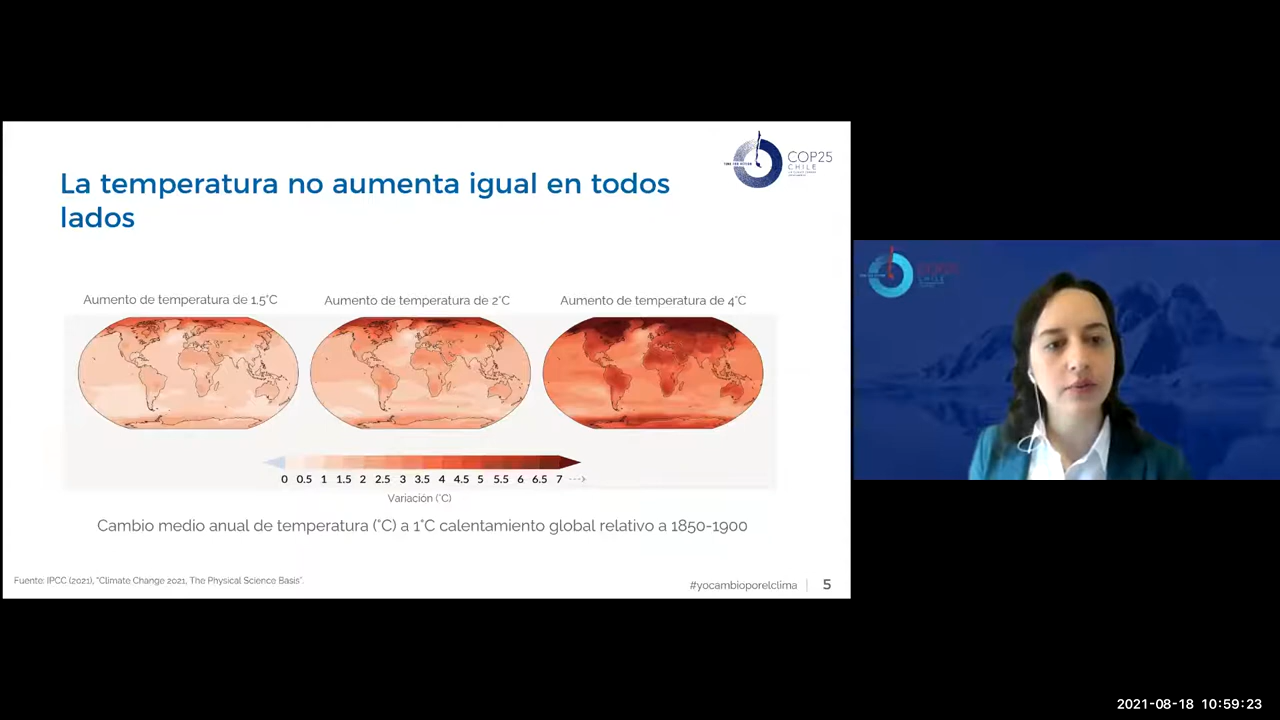 COP25
CHILE
La temperatura no aumenta igual en todos
lados
Aumento de temperatura de 1.5°C
Aumento de temperatura de 2°C
Aumento de temperatura de 4°C
0 0.5 1 1.5 2 2.5 3 3.5 4 4.5 5 5.5 6 6.5 7
Variación (°C)
Cambio medio anual de temperatura (°C) a 1°C calentamiento global relativo a 1850-1900
Fuente: IPCC (2021), “Climate Change 2021, The Physical Science Basis”.
#yocambioporelclima | 5
COP25
CHILE
2021-08-18 10:59:23